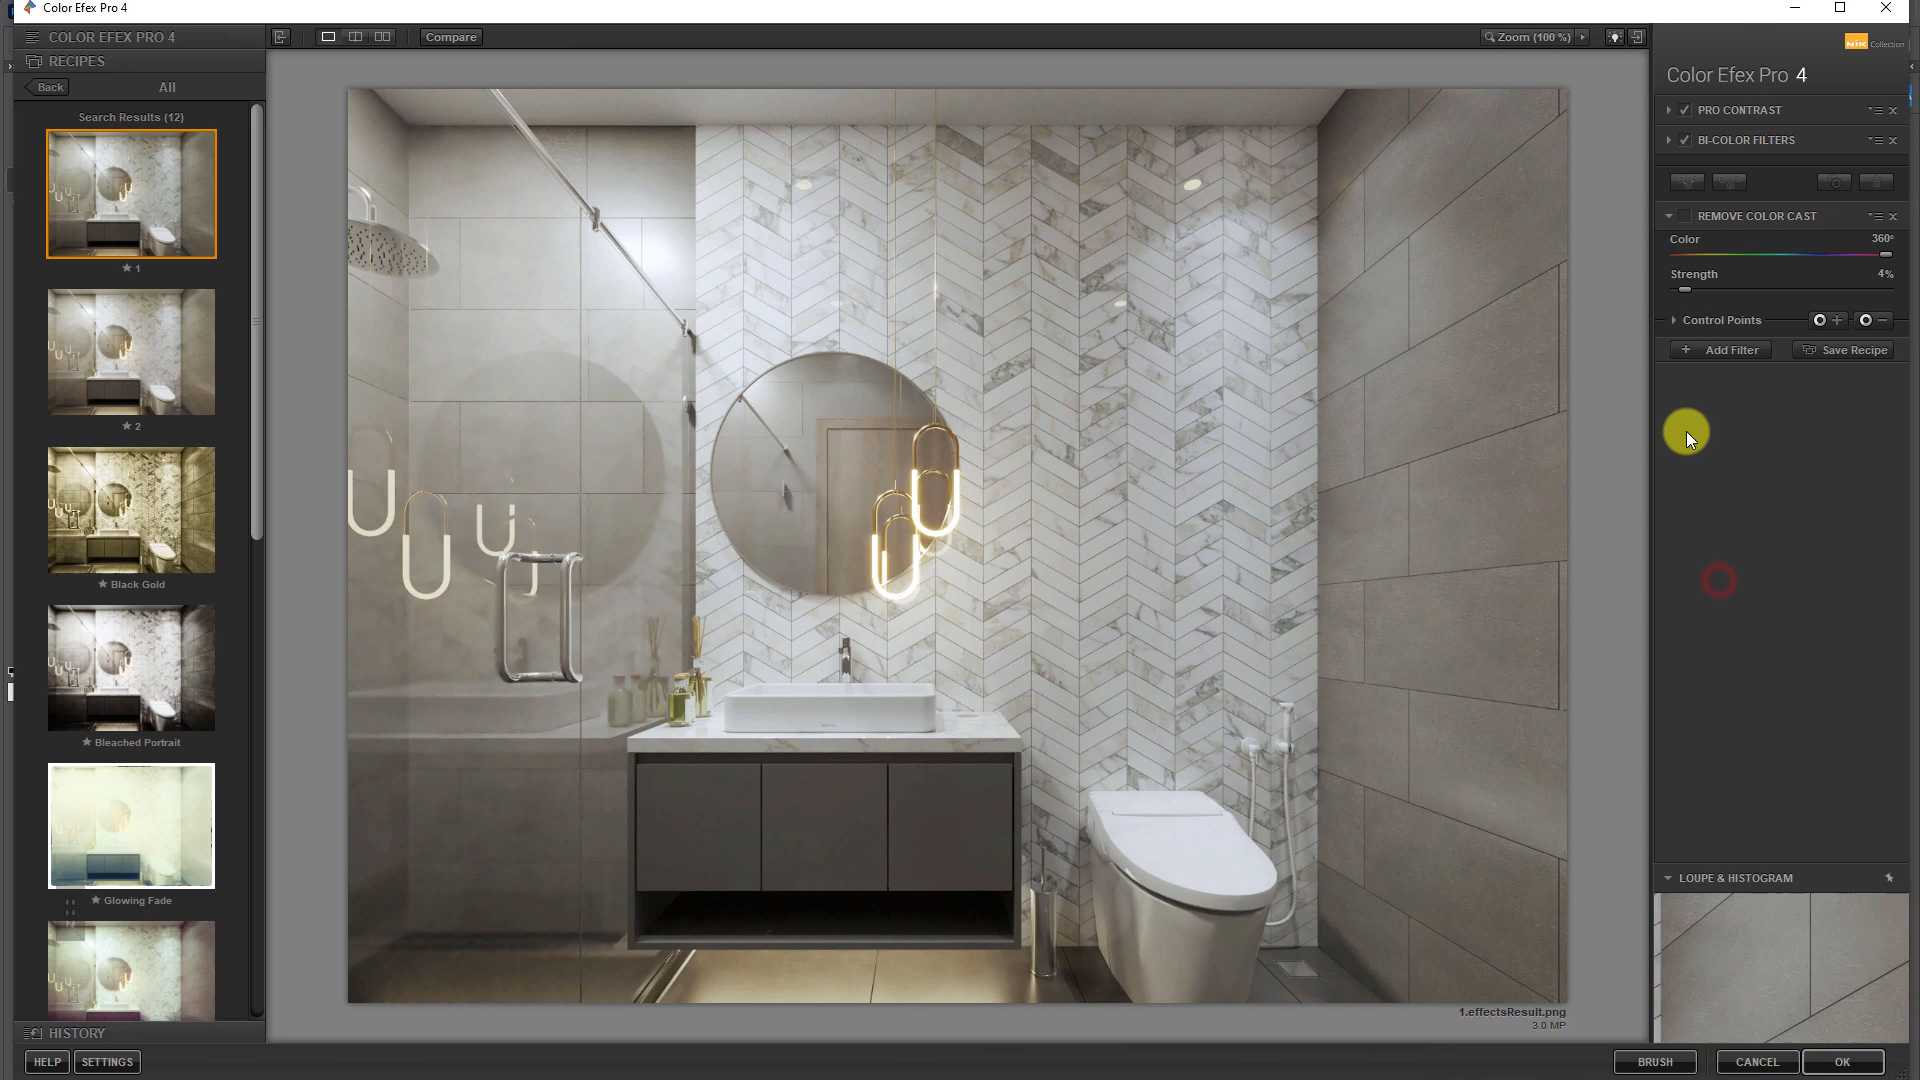 Color Efex Pro 4
COLOR EFEX PRO 4
RECIPES
Back
All
Search Results (12)
★ 1
★ 2
★ Black Gold
★ Bleached Portrait
★ Glowing Fade
HISTORY
HELP
SETTINGS
Compare
Zoom (100 %)
1.effectsResult.png
3.0 MP
Nik Collection
Color Efex Pro 4
PRO CONTRAST
BI-COLOR FILTERS
REMOVE COLOR CAST
Color 360º
Strength 4%
Control Points
+ Add Filter
Save Recipe
LOUPE & HISTOGRAM
BRUSH
CANCEL
OK